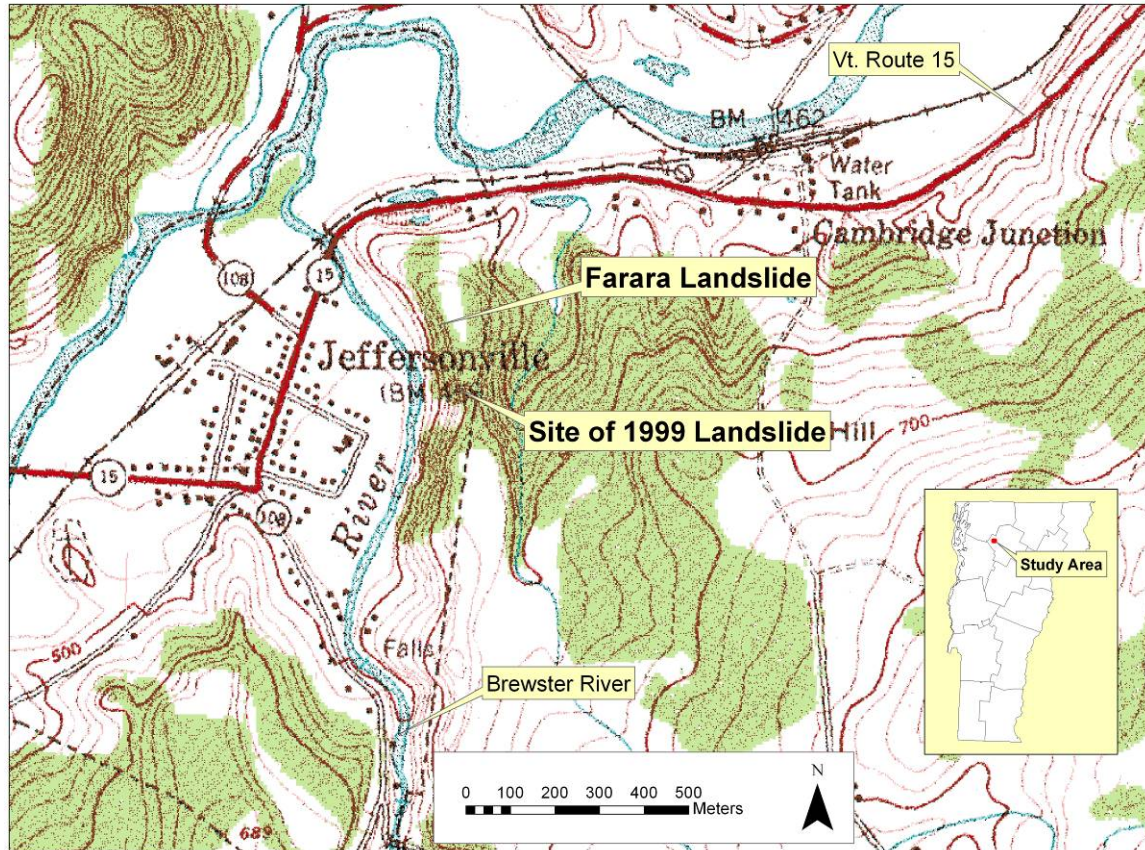 Vt. Route 15
BM 462
Water
Tank
Cambridge Junction
Farara Landslide
108
15
Jeffersonville
(BM
Site of 1999 Landslide
Hill
700
15
108
River
Study Area
500
Falls
Brewster River
N
0 100 200 300 400 500
Meters
689